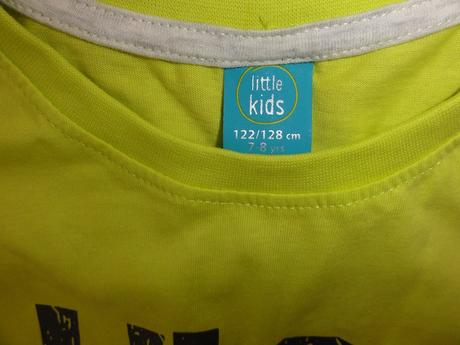 little
kids
122/128 cm
7-8 yrs